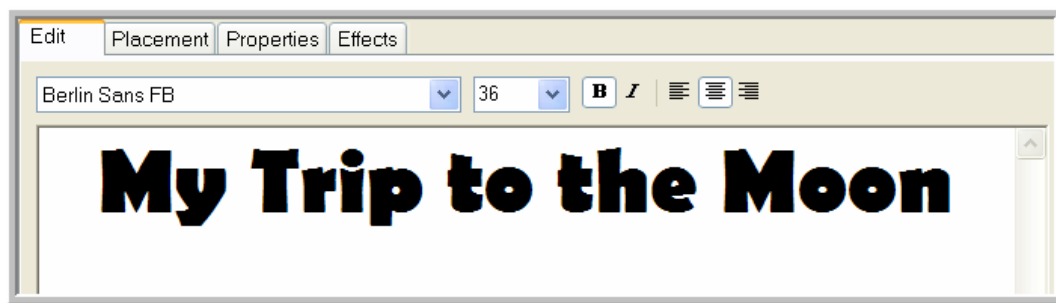 Edit Placement Properties Effects
Berlin Sans FB 36 B I
My Trip to the Moon